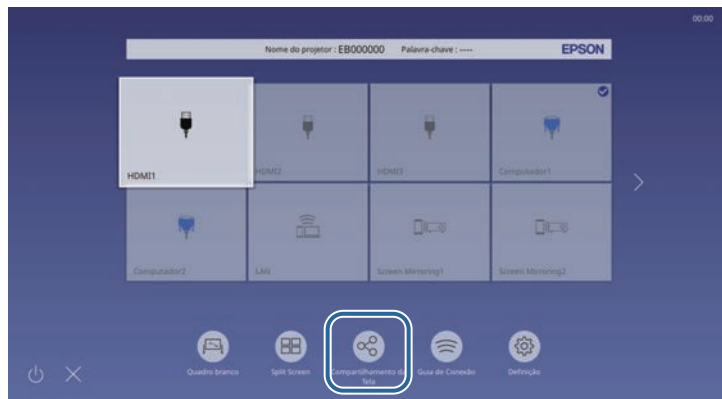 00:00
Nome do projetor : EB000000 Palavra-chave : ---- EPSON
HDMI1 HDMI2 HDMI3 Computador1
Computador2 LAN Screen Mirroring1 Screen Mirroring2
Quadro branco Split Screen Compartilhamento da Guia de Conexão Definição
Tela